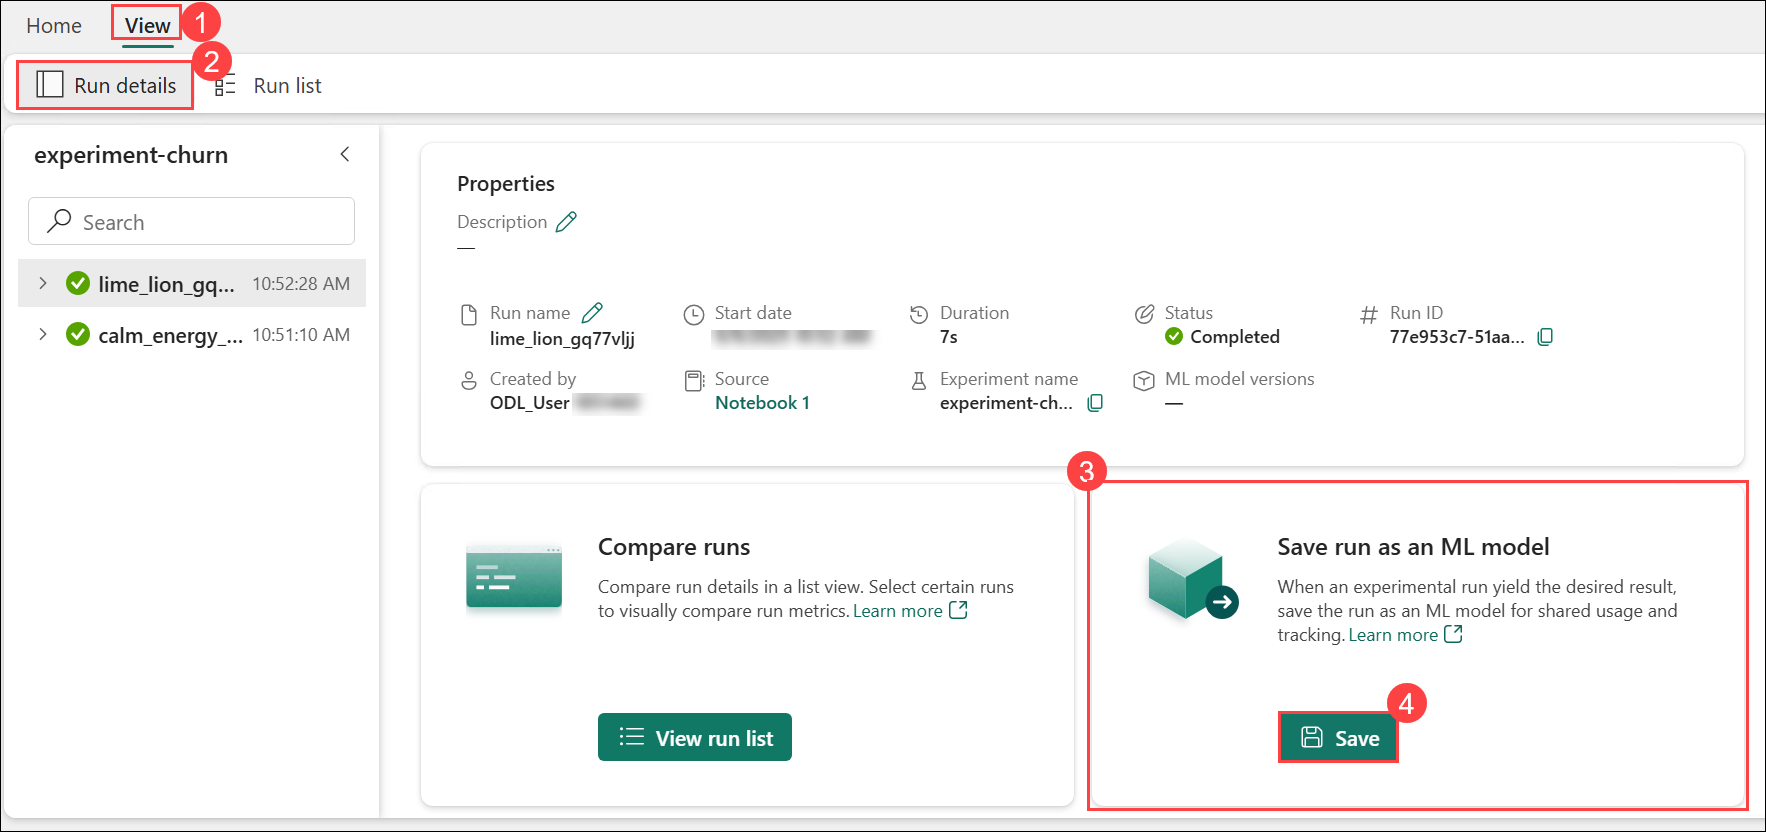 Home View 1
2
Run details Run list
experiment-churn
Search
lime_lion_gq... 10:52:28 AM
calm_energy_... 10:51:10 AM
Properties
Description
—
Run name Start date Duration Status Run ID
lime_lion_gq77vljj 7s Completed 77e953c7-51aa...
Created by Source Experiment name ML model versions
ODL_User Notebook 1 experiment-ch... —
3
Compare runs
Compare run details in a list view. Select certain runs
to visually compare run metrics. Learn more
View run list
Save run as an ML model
When an experimental run yield the desired result,
save the run as an ML model for shared usage and
tracking. Learn more
4
Save